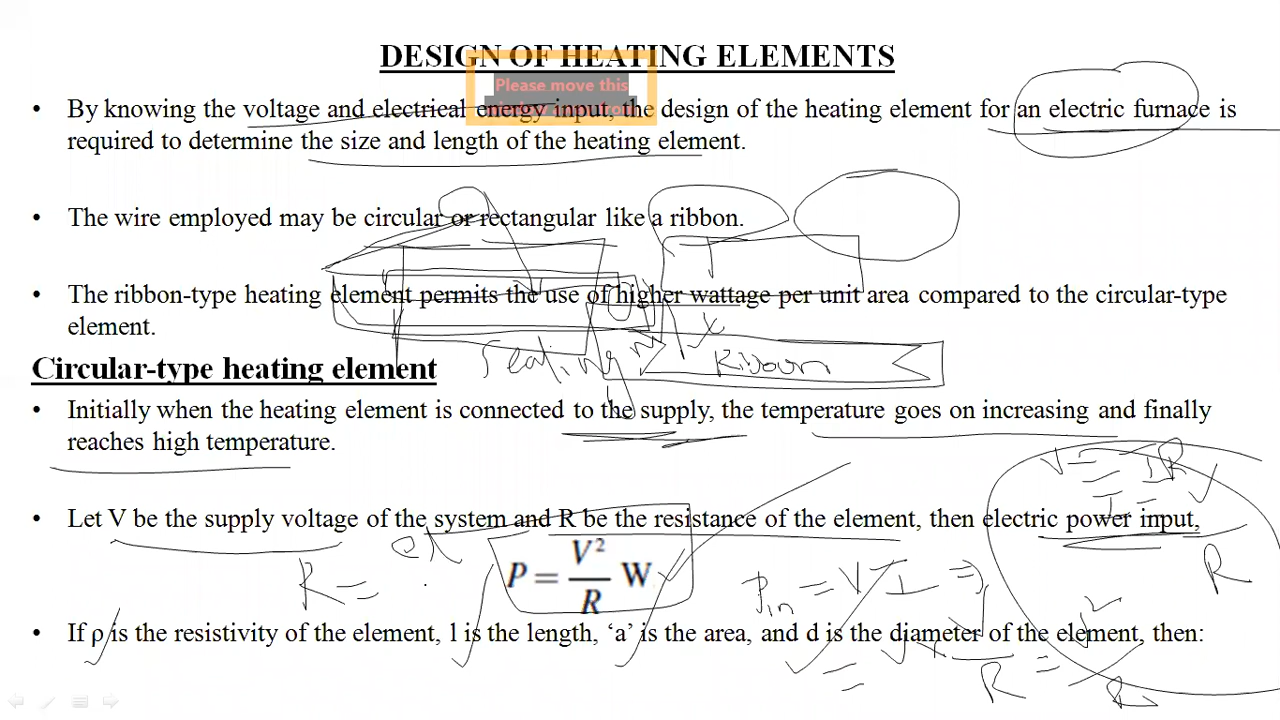 DESIGN OF HEATING ELEMENTS
Please move this
• By knowing the voltage and electrical energy input, the design of the heating element for an electric furnace is
required to determine the size and length of the heating element.
• The wire employed may be circular or rectangular like a ribbon.
• The ribbon-type heating element permits the use of higher wattage per unit area compared to the circular-type
element.
Ribbon
Circular-type heating element
• Initially when the heating element is connected to the supply, the temperature goes on increasing and finally
reaches high temperature.
V = IR
• Let V be the supply voltage of the system and R be the resistance of the element, then electric power input,
P = V²/R W
R =
Pin = VI
• If ρ is the resistivity of the element, l is the length, ‘a’ is the area, and d is the diameter of the element, then: